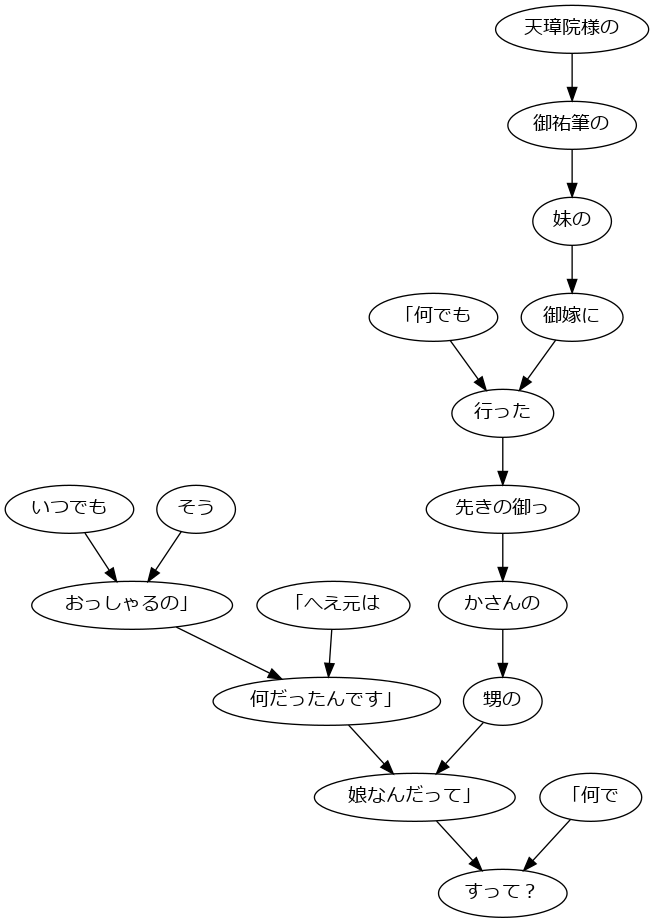 天璋院様の
御祐筆の
妹の
「何でも
御嫁に
行った
いつでも
そう
先きの御っ
おっしゃるの」
「へえ元は
かさんの
何だったんです」
甥の
娘なんだって」
「何で
すって？